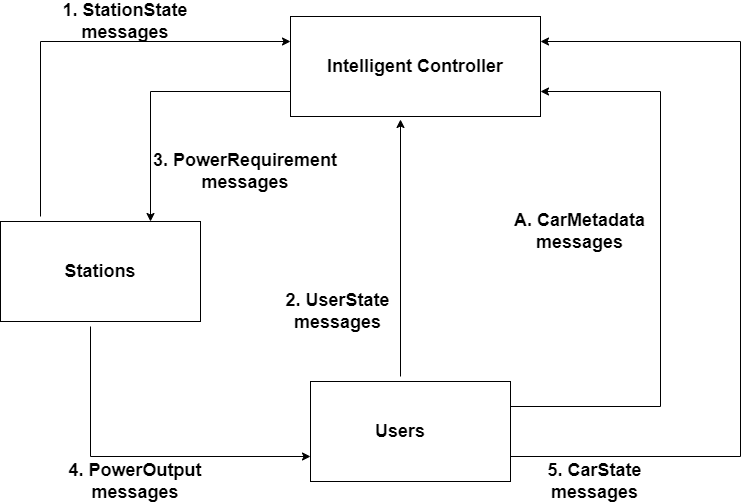 1. StationState
messages
Intelligent Controller
3. PowerRequirement
messages
A. CarMetadata
messages
Stations
2. UserState
messages
Users
4. PowerOutput
messages
5. CarState
messages